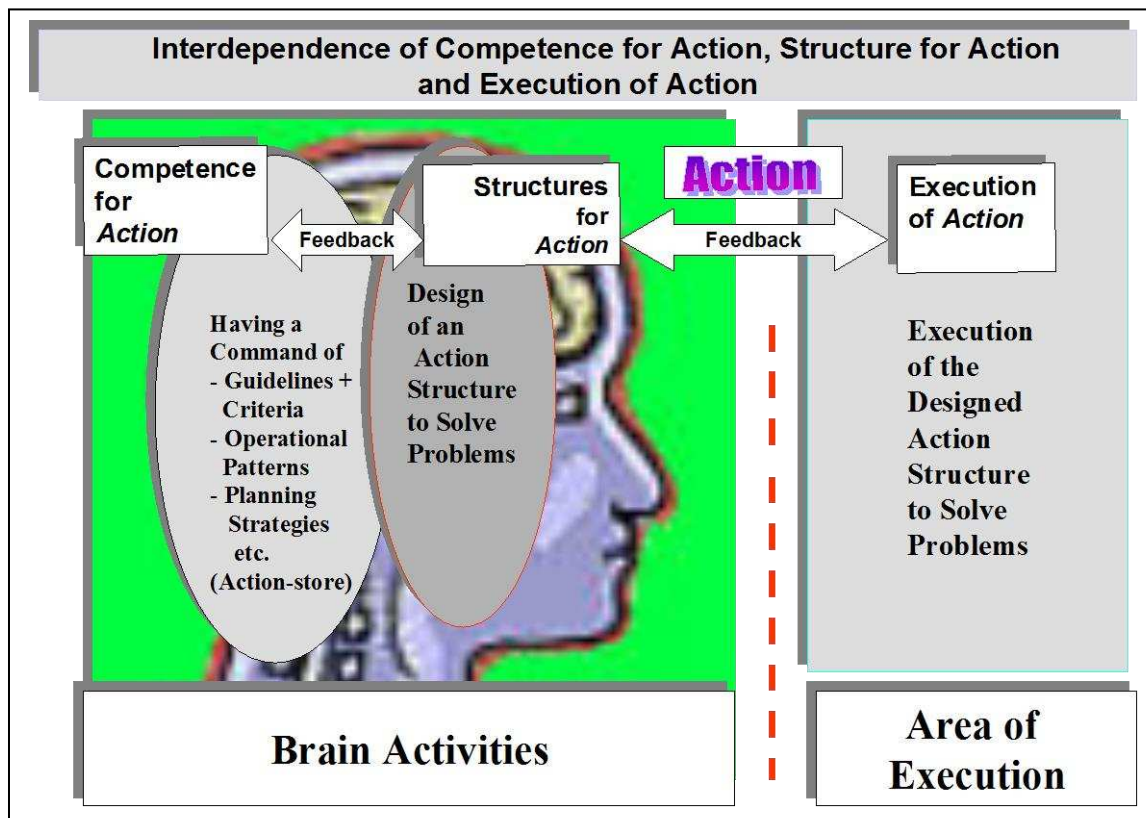 Interdependence of Competence for Action, Structure for Action
and Execution of Action
Competence
for
Action
Feedback
Structures
for
Action
Action
Feedback
Execution
of Action
Having a
Command of
- Guidelines +
Criteria
- Operational
Patterns
- Planning
Strategies
etc.
(Action-store)
Design
of an
Action
Structure
to Solve
Problems
Execution
of the
Designed
Action
Structure
to Solve
Problems
Brain Activities
Area of
Execution